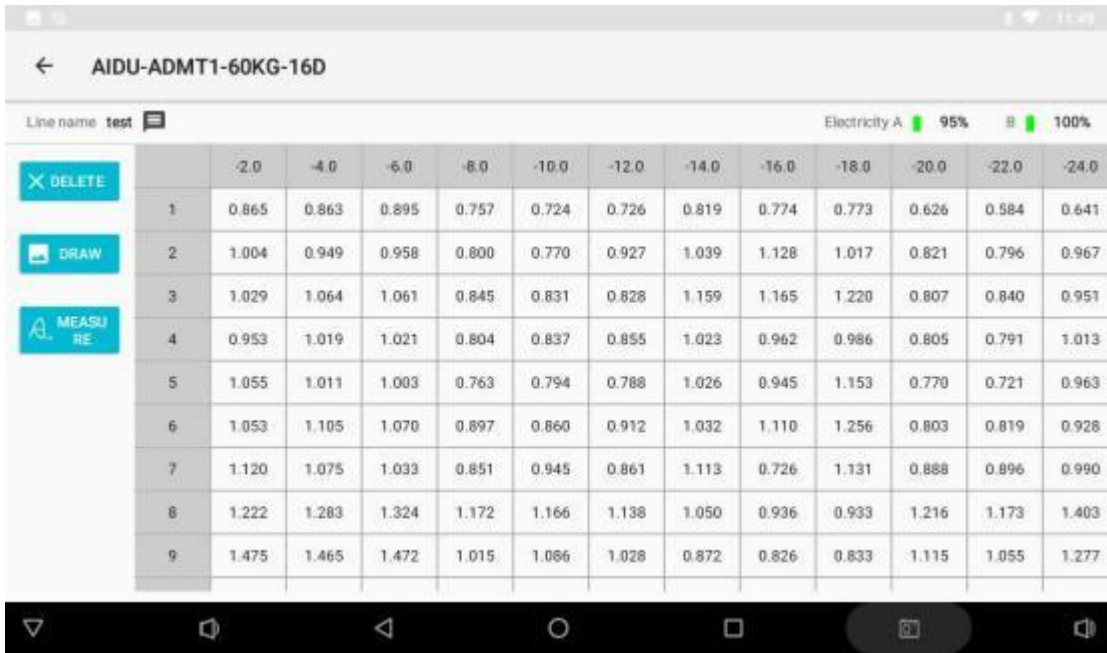 11:49
AIDU-ADMT1-60KG-16D
Line name test Electricity A 95% B 100%
DELETE
DRAW
MEASU
RE
-2.0 -4.0 -6.0 -8.0 -10.0 -12.0 -14.0 -16.0 -18.0 -20.0 -22.0 -24.0
1 0.865 0.863 0.895 0.757 0.724 0.726 0.819 0.774 0.773 0.626 0.584 0.641
2 1.004 0.949 0.958 0.800 0.770 0.927 1.039 1.128 1.017 0.821 0.796 0.967
3 1.029 1.064 1.061 0.845 0.831 0.828 1.159 1.165 1.220 0.807 0.840 0.951
4 0.953 1.019 1.021 0.804 0.837 0.855 1.023 0.962 0.986 0.805 0.791 1.013
5 1.055 1.011 1.003 0.763 0.794 0.788 1.026 0.945 1.153 0.770 0.721 0.963
6 1.053 1.105 1.070 0.897 0.860 0.912 1.032 1.110 1.256 0.803 0.819 0.928
7 1.120 1.075 1.033 0.851 0.945 0.861 1.113 0.726 1.131 0.888 0.896 0.990
8 1.222 1.283 1.324 1.172 1.166 1.138 1.050 0.936 0.933 1.216 1.173 1.403
9 1.475 1.465 1.472 1.015 1.086 1.028 0.872 0.826 0.833 1.115 1.055 1.277